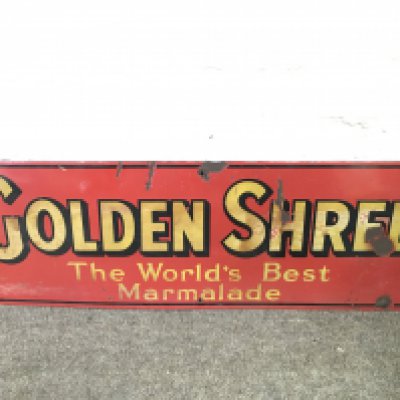 GOLDEN SHRE
The World's Best
Marmalade